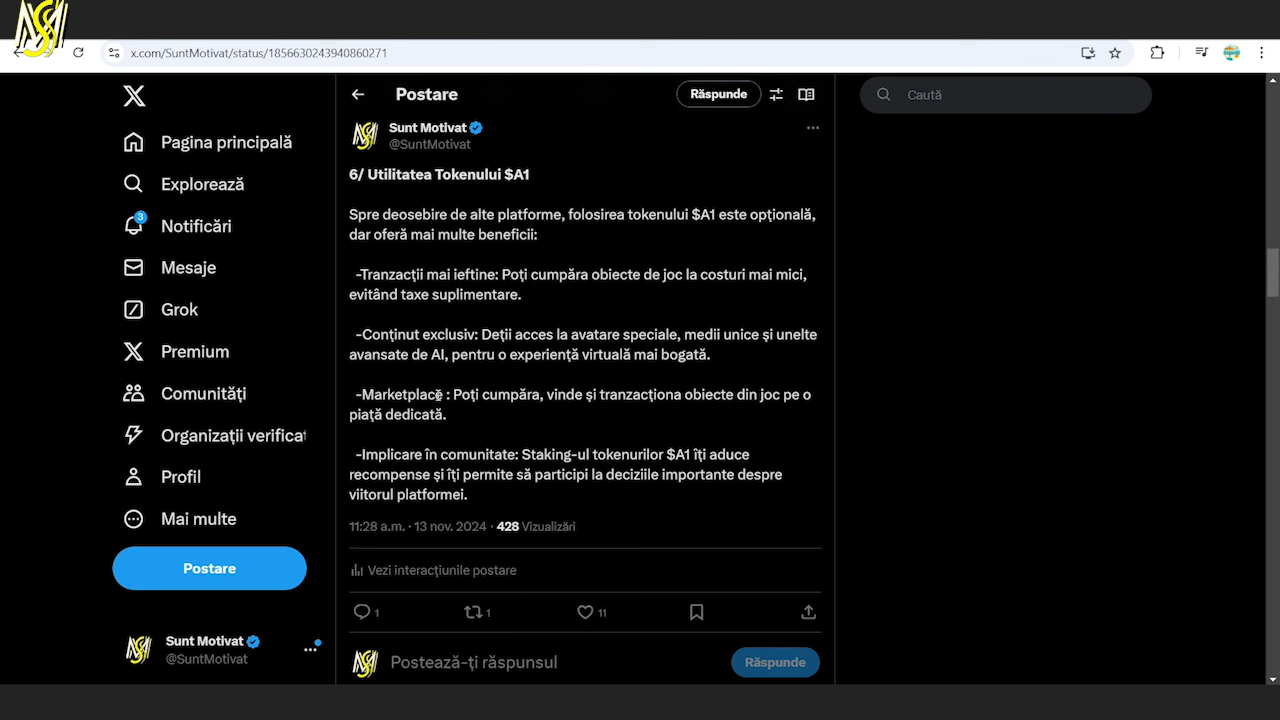 x.com/SuntMotivat/status/1856630243940860271
Pagina principală
Explorează
3
Notificări
Mesaje
Grok
Premium
Comunități
Organizații verificat
Profil
Mai multe
Postare
Sunt Motivat
@SuntMotivat
Postare
Răspunde
Sunt Motivat
@SuntMotivat
6/ Utilitatea Tokenului $A1
Spre deosebire de alte platforme, folosirea tokenului $A1 este opțională,
dar oferă mai multe beneficii:
-Tranzacții mai ieftine: Poți cumpăra obiecte de joc la costuri mai mici,
evitând taxe suplimentare.
-Conținut exclusiv: Deții acces la avatare speciale, medii unice și unelte
avansate de AI, pentru o experiență virtuală mai bogată.
-Marketplace : Poți cumpăra, vinde și tranzacționa obiecte din joc pe o
piață dedicată.
-Implicare în comunitate: Staking-ul tokenurilor $A1 îți aduce
recompense și îți permite să participi la deciziile importante despre
viitorul platformei.
11:28 a.m. · 13 nov. 2024 · 428 Vizualizări
Vezi interacțiunile postare
1 1 11
Postează-ți răspunsul
Răspunde
Caută